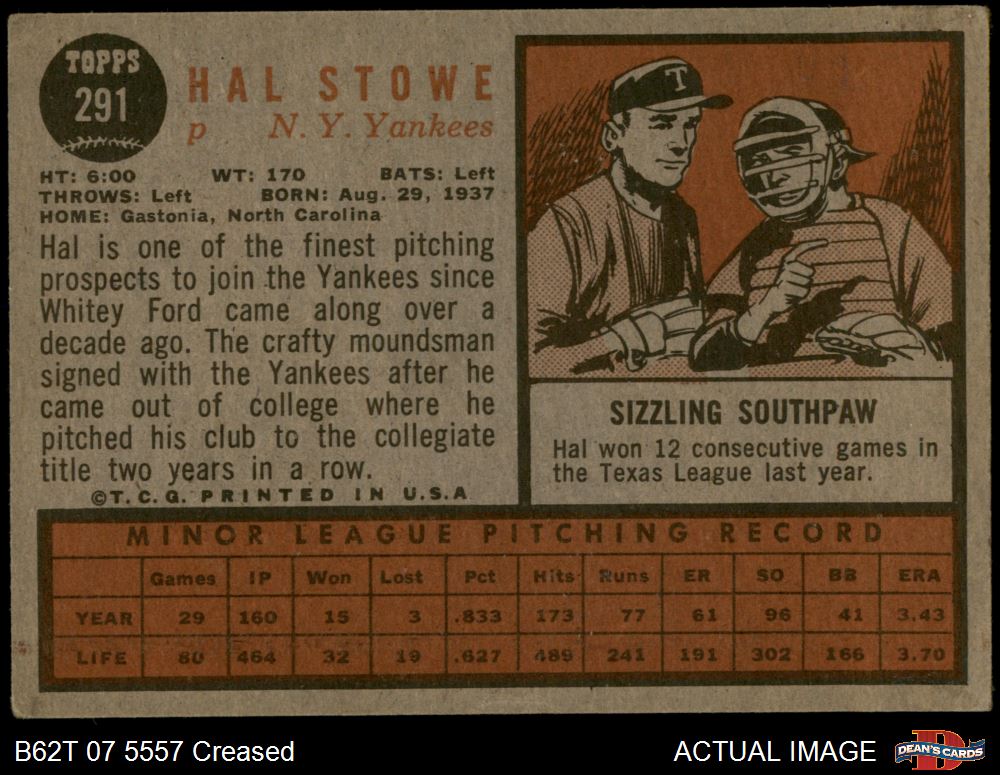 TOPPS
291
HAL STOWE
p N. Y. Yankees
HT: 6:00 WT: 170 BATS: Left
THROWS: Left BORN: Aug. 29, 1937
HOME: Gastonia, North Carolina
Hal is one of the finest pitching
prospects to join the Yankees since
Whitey Ford came along over a
decade ago. The crafty moundsman
signed with the Yankees after he
came out of college where he
pitched his club to the collegiate
title two years in a row.
©T.C.G. PRINTED IN U.S.A
T
SIZZLING SOUTHPAW
Hal won 12 consecutive games in
the Texas League last year.
MINOR LEAGUE PITCHING RECORD
Games IP Won Lost Pct Hits Runs ER SO BB ERA
YEAR 29 160 15 3 .833 173 77 61 96 41 3.43
LIFE 80 464 32 19 .627 489 241 191 302 166 3.70
B62T 07 5557 Creased ACTUAL IMAGE
D
DEAN'S CARDS